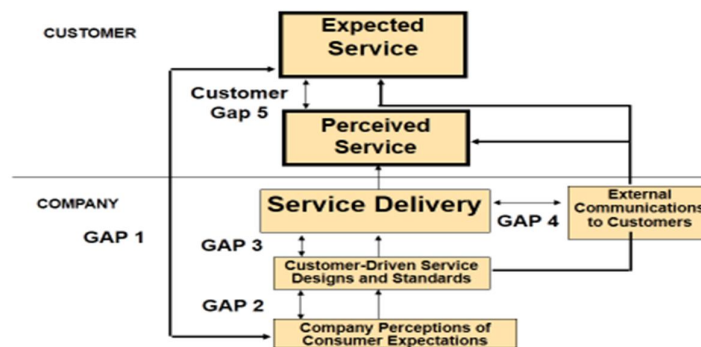 CUSTOMER
Expected
Service
Customer
Gap 5
Perceived
Service
COMPANY
GAP 1
Service Delivery
GAP 4
External
Communications
to Customers
GAP 3
Customer-Driven Service
Designs and Standards
GAP 2
Company Perceptions of
Consumer Expectations